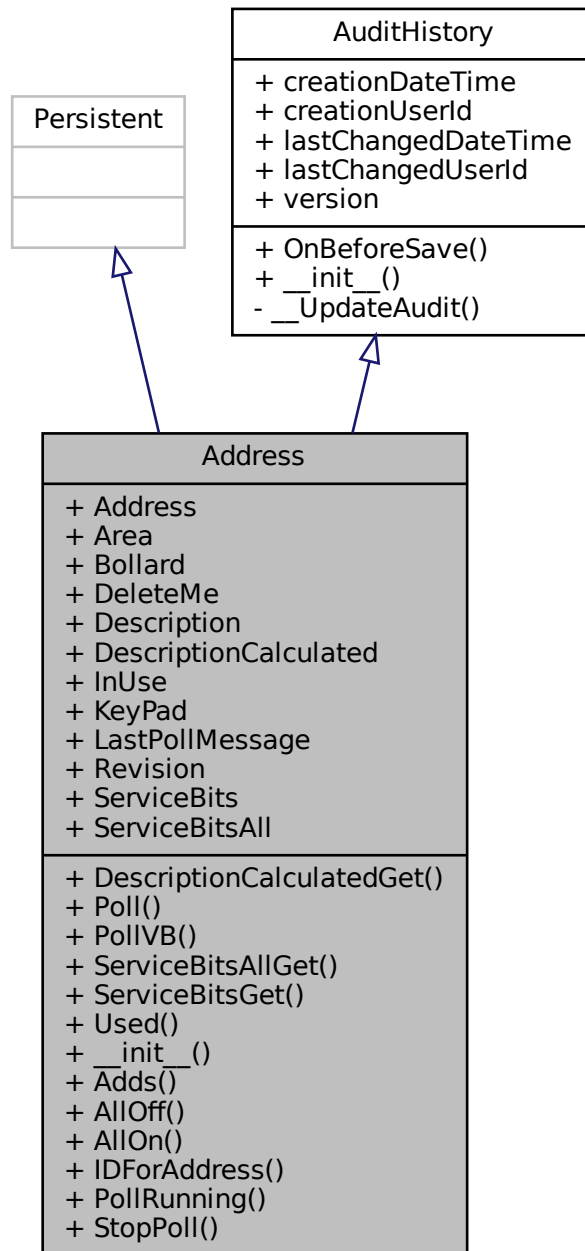 AuditHistory
+ creationDateTime
+ creationUserId
+ lastChangedDateTime
+ lastChangedUserId
+ version
+ OnBeforeSave()
+ __init__()
- __UpdateAudit()
Persistent
Address
+ Address
+ Area
+ Bollard
+ DeleteMe
+ Description
+ DescriptionCalculated
+ InUse
+ KeyPad
+ LastPollMessage
+ Revision
+ ServiceBits
+ ServiceBitsAll
+ DescriptionCalculatedGet()
+ Poll()
+ PollVB()
+ ServiceBitsAllGet()
+ ServiceBitsGet()
+ Used()
+ __init__()
+ Adds()
+ AllOff()
+ AllOn()
+ IDForAddress()
+ PollRunning()
+ StopPoll()